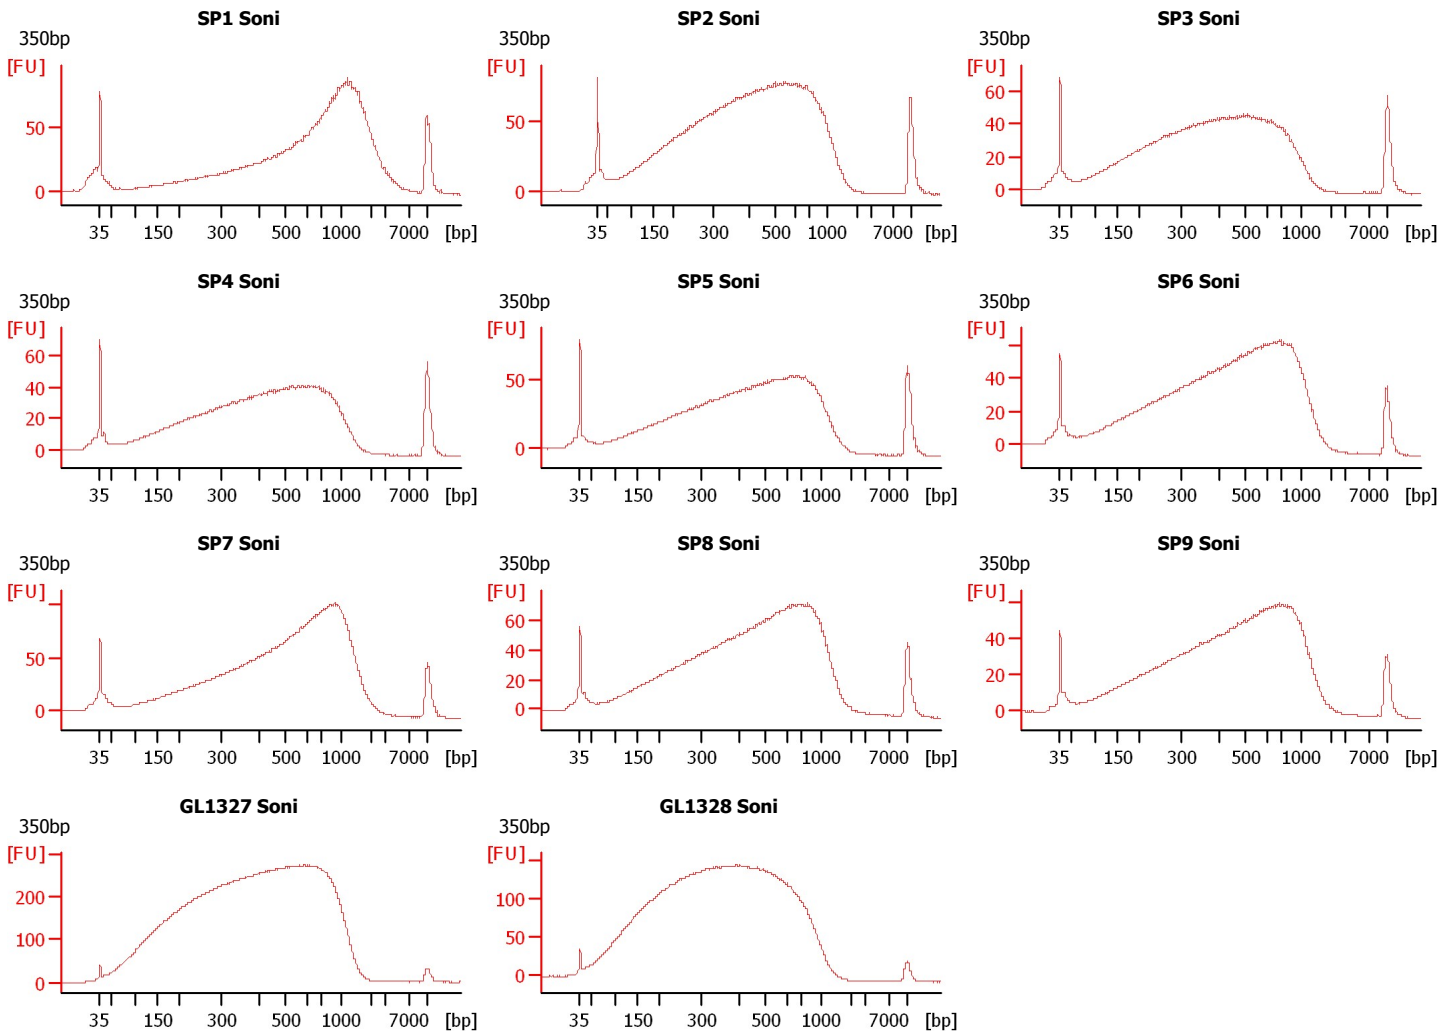 SP1 Soni
350bp
[FU]
50
0
35 150 300 500 1000 7000 [bp]
SP2 Soni
350bp
[FU]
50
0
35 150 300 500 1000 7000 [bp]
SP3 Soni
350bp
[FU]
60
40
20
0
35 150 300 500 1000 7000 [bp]
SP4 Soni
350bp
[FU]
60
40
20
0
35 150 300 500 1000 7000 [bp]
SP5 Soni
350bp
[FU]
50
0
35 150 300 500 1000 7000 [bp]
SP6 Soni
350bp
[FU]
40
20
0
35 150 300 500 1000 7000 [bp]
SP7 Soni
350bp
[FU]
50
0
35 150 300 500 1000 7000 [bp]
SP8 Soni
350bp
[FU]
60
40
20
0
35 150 300 500 1000 7000 [bp]
SP9 Soni
350bp
[FU]
40
20
0
35 150 300 500 1000 7000 [bp]
GL1327 Soni
350bp
[FU]
200
100
0
35 150 300 500 1000 7000 [bp]
GL1328 Soni
350bp
[FU]
100
50
0
35 150 300 500 1000 7000 [bp]